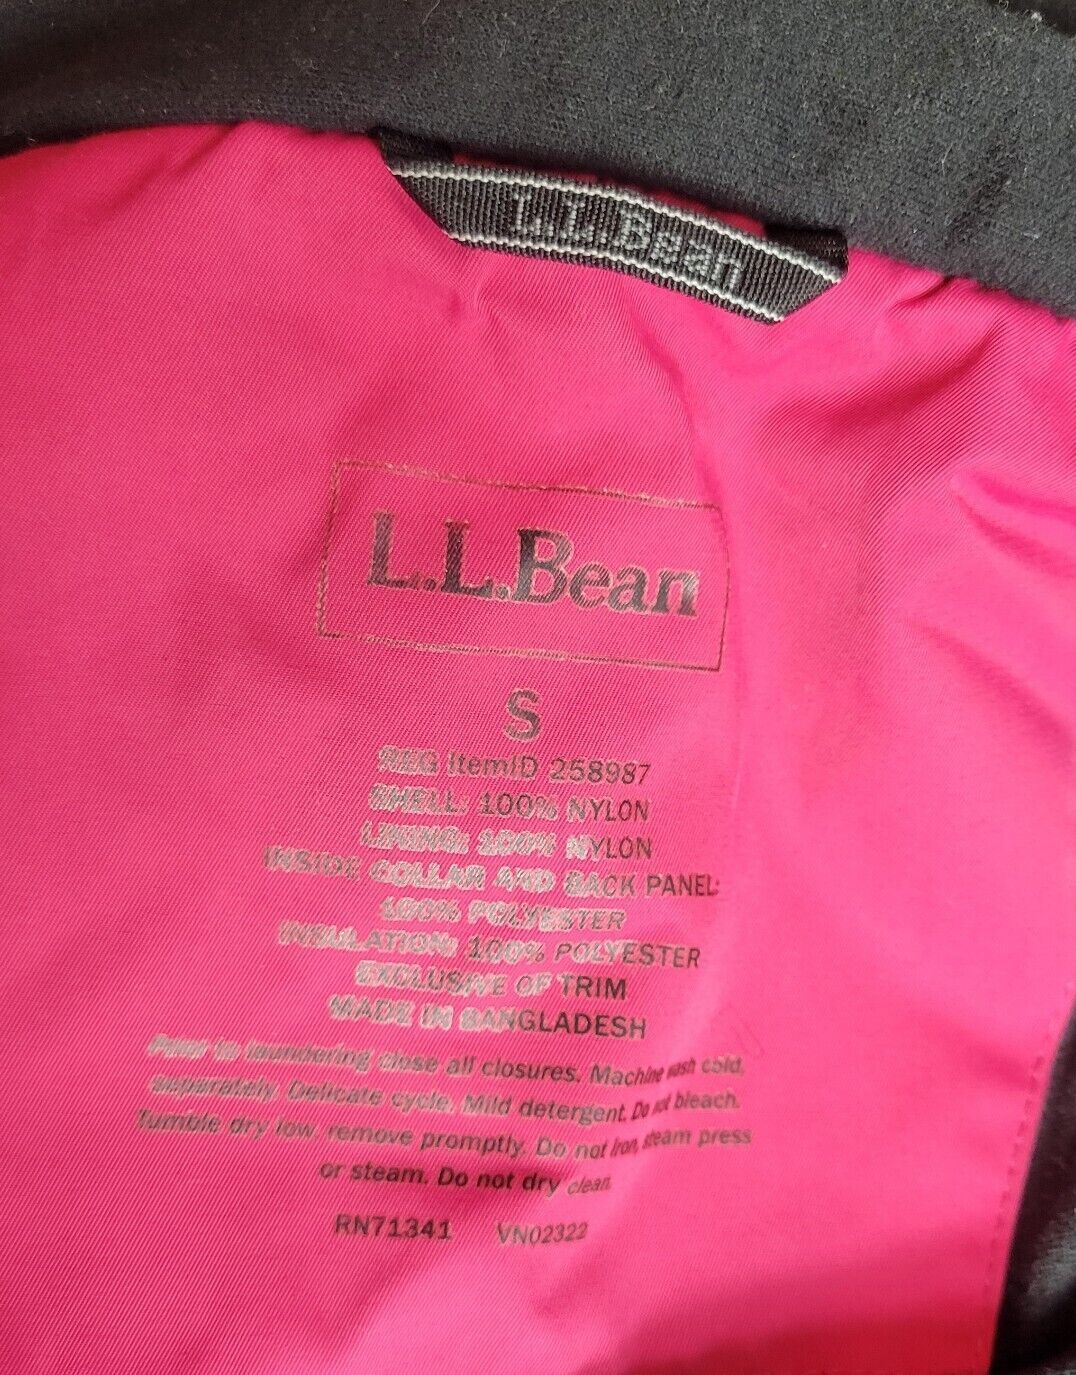 L.L.Bean
L.L.Bean
S
REG ItemID 258987
SHELL: 100% NYLON
LINING: 100% NYLON
INSIDE COLLAR AND BACK PANEL:
100% POLYESTER
INSULATION: 100% POLYESTER
EXCLUSIVE OF TRIM
MADE IN BANGLADESH
Prior to laundering close all closures. Machine wash cold,
separately. Delicate cycle. Mild detergent. Do not bleach.
Tumble dry low, remove promptly. Do not iron, steam press
or steam. Do not dry clean.
RN71341 VN02322